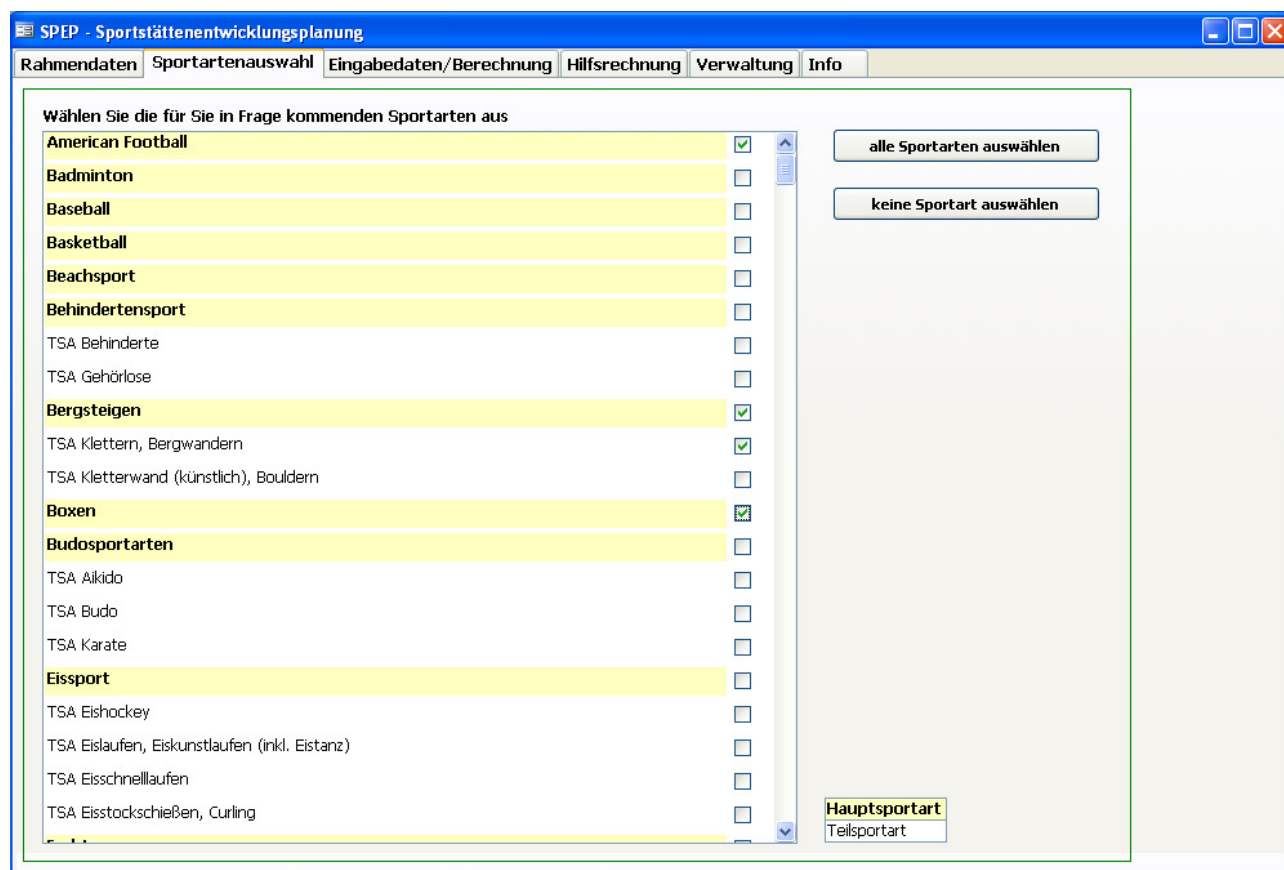 SPEP - Sportstättenentwicklungsplanung
Rahmendaten Sportartenauswahl Eingabedaten/Berechnung Hilfsrechnung Verwaltung Info
Wählen Sie die für Sie in Frage kommenden Sportarten aus
American Football
alle Sportarten auswählen
Badminton
keine Sportart auswählen
Baseball
Basketball
Beachsport
Behindertensport
TSA Behinderte
TSA Gehörlose
Bergsteigen
TSA Klettern, Bergwandern
TSA Kletterwand (künstlich), Bouldern
Boxen
Budosportarten
TSA Aikido
TSA Budo
TSA Karate
Eissport
TSA Eishockey
TSA Eislaufen, Eiskunstlaufen (inkl. Eistanz)
TSA Eisschnelllaufen
TSA Eisstockschießen, Curling
Hauptsportart
Teilsportart